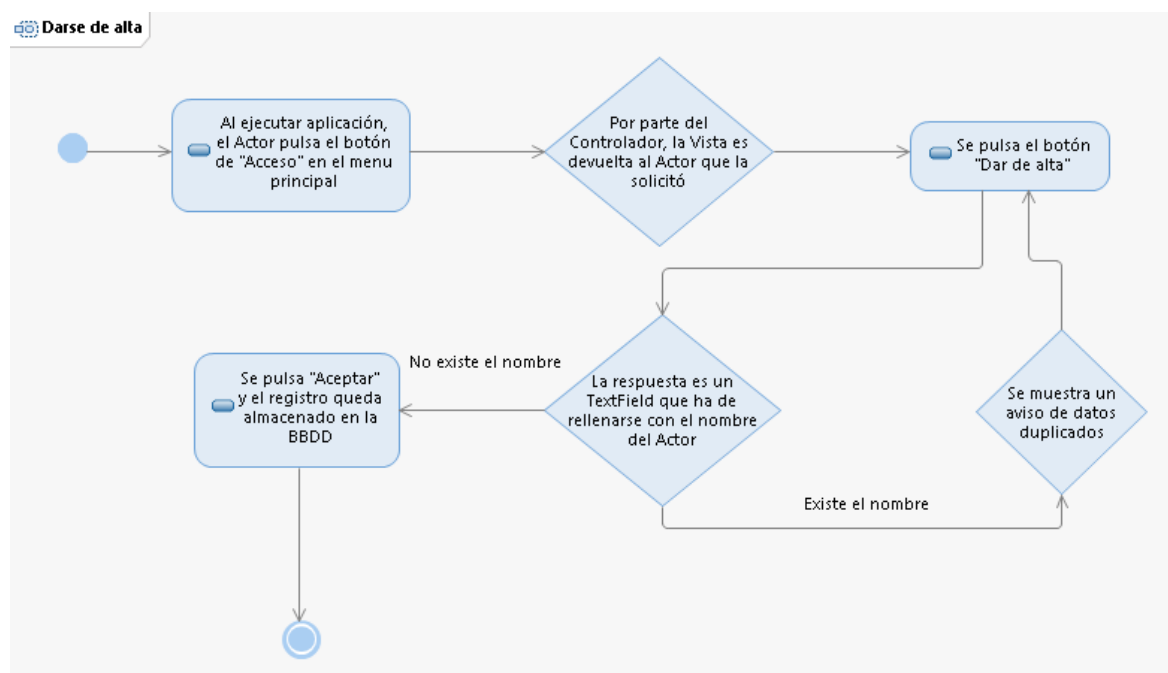 Darse de alta
Al ejecutar aplicación,
el Actor pulsa el botón
de "Acceso" en el menu
principal
Por parte del
Controlador, la Vista es
devuelta al Actor que la
solicitó
Se pulsa el botón
"Dar de alta"
No existe el nombre
Se pulsa "Aceptar"
y el registro queda
almacenado en la
BBDD
La respuesta es un
TextField que ha de
rellenarse con el nombre
del Actor
Se muestra un
aviso de datos
duplicados
Existe el nombre